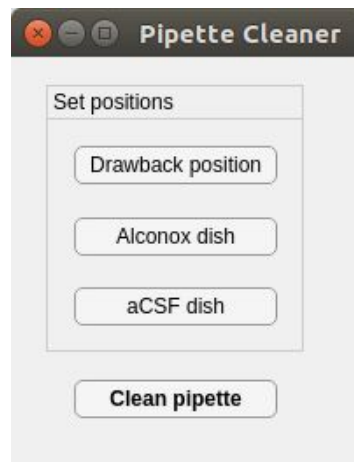 Pipette Cleaner
Set positions
Drawback position
Alconox dish
aCSF dish
Clean pipette